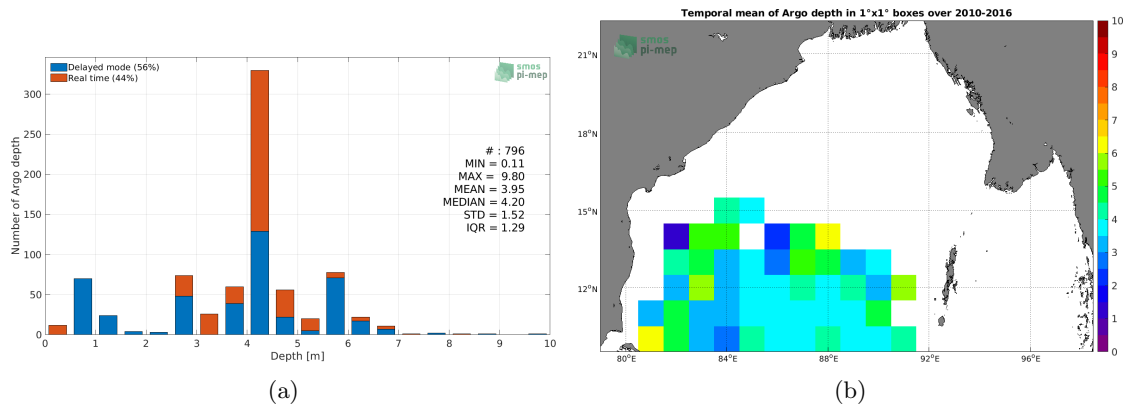 Delayed mode (56%)
Real time (44%)
smos
pi-mep
# : 796
MIN = 0.11
MAX = 9.80
MEAN = 3.95
MEDIAN = 4.20
STD = 1.52
IQR = 1.29
Number of Argo depth
300
250
200
150
100
50
0
0 1 2 3 4 5 6 7 8 9 10
Depth [m]
(a)
Temporal mean of Argo depth in 1°x1° boxes over 2010-2016
smos
pi-mep
21°N
18°N
15°N
12°N
80°E 84°E 88°E 92°E 96°E
10
9
8
7
6
5
4
3
2
1
0
(b)